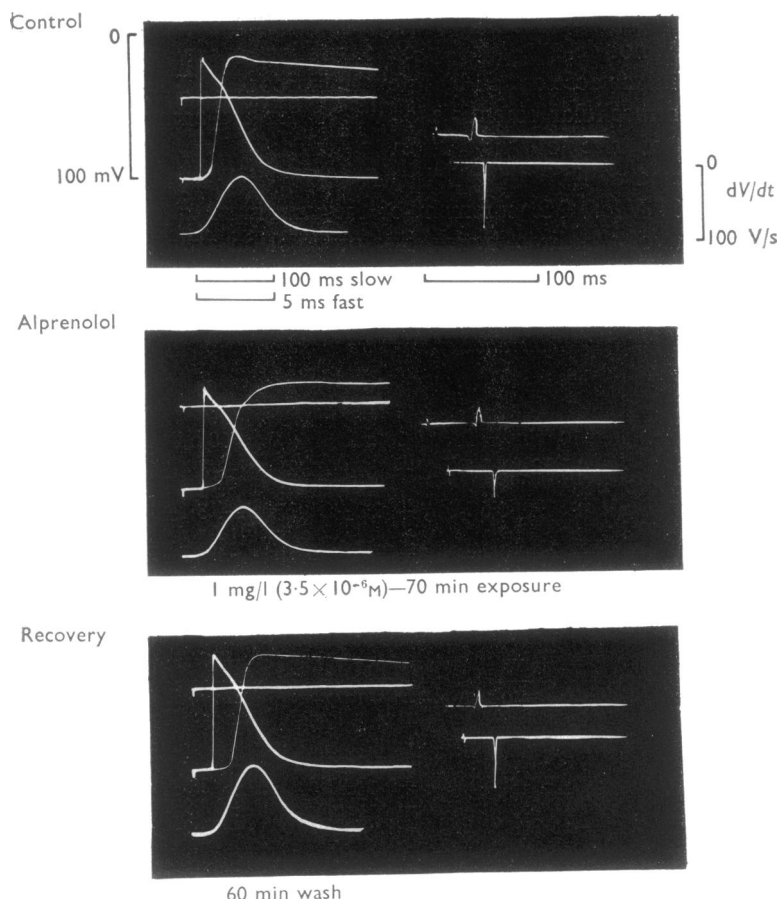 Control
0
100 mV
0
dV/dt
100 V/s
100 ms slow
100 ms
5 ms fast
Alprenolol
1 mg/l (3·5×10⁻⁶M)—70 min exposure
Recovery
60 min wash